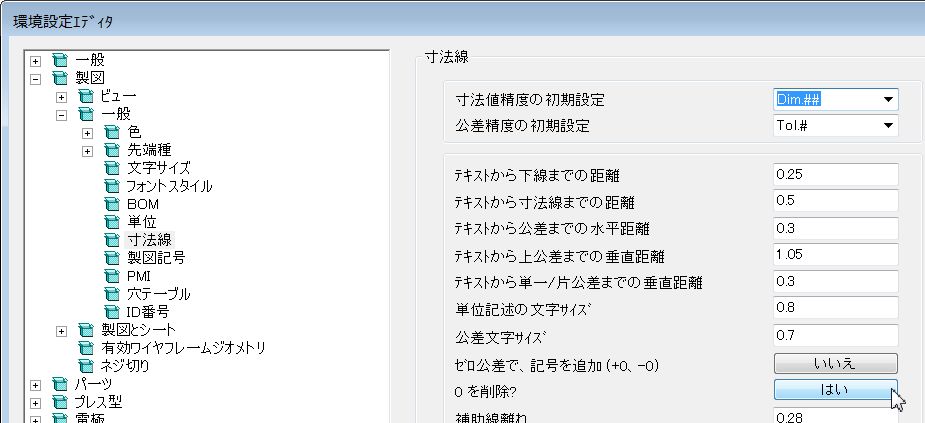 環境設定ｴﾃﾞｨﾀ
一般
製図
ビュー
一般
色
先端種
文字サイズ
フォントスタイル
BOM
単位
寸法線
製図記号
PMI
穴テーブル
ID番号
製図とシート
有効ワイヤフレームジオメトリ
ネジ切り
パーツ
プレス型
電極
寸法線
寸法値精度の初期設定 Dim.##
公差精度の初期設定 Tol.#
ﾃｷｽﾄから下線までの距離 0.25
ﾃｷｽﾄから寸法線までの距離 0.5
ﾃｷｽﾄから公差までの水平距離 0.3
ﾃｷｽﾄから上公差までの垂直距離 1.05
ﾃｷｽﾄから単一/片公差までの垂直距離 0.3
単位記述の文字ｻｲｽﾞ 0.8
公差文字ｻｲｽﾞ 0.7
ｾﾞﾛ公差で、記号を追加 (+0、-0) いいえ
0 を削除? はい
補助線離れ 0.28